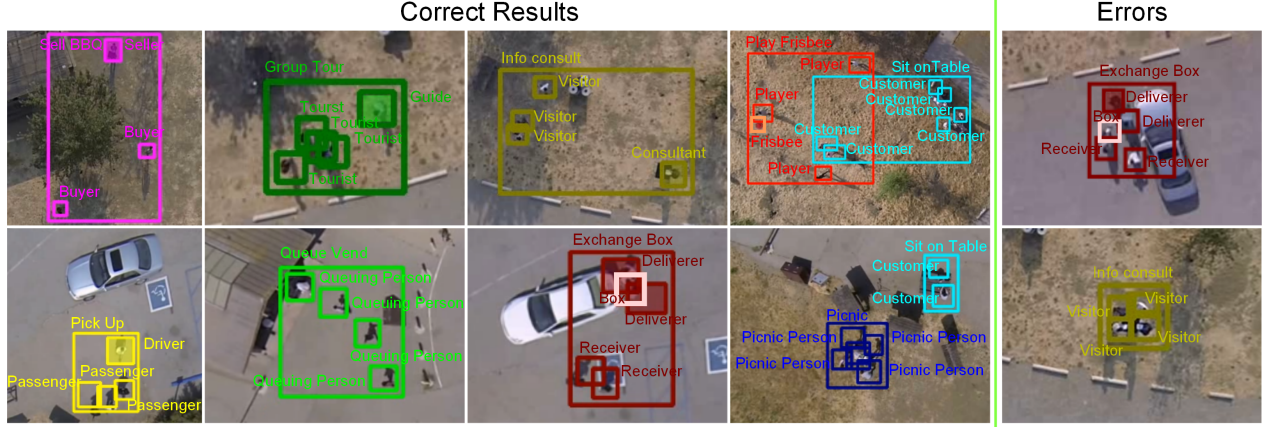 Correct Results
Errors
Sell BBQ Seller
Buyer
Buyer
Group Tour
Guide
Tourist
Tourist
Tourist
Tourist
Info consult
Visitor
Visitor
Visitor
Consultant
Play Frisbee
Player
Sit onTable
Customer
Customer
Player
Customer
Customer
Customer
Frisbee
Customer
Player
Exchange Box
Deliverer
Box
Deliverer
Receiver
Receiver
Pick Up
Driver
Passenger
Passenger
Passenger
Queue Vend
Queuing Person
Queuing Person
Queuing Person
Queuing Person
Exchange Box
Deliverer
Box
Deliverer
Receiver
Receiver
Sit on Table
Customer
Customer
Picnic
Picnic Person
Picnic Person
Picnic Person
Picnic Person
Info consult
Visitor
Visitor
Visitor
Visitor